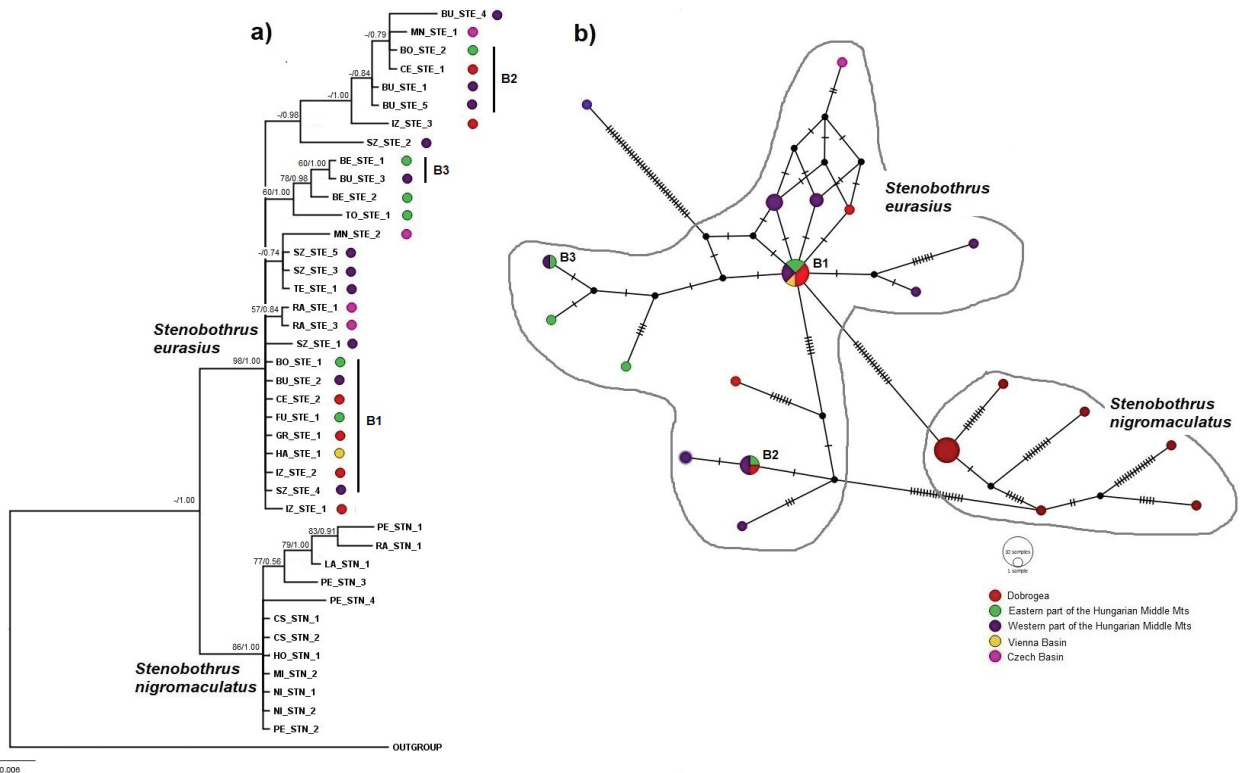 a)
BU_STE_4
-/0.79
MN_STE_1
BO_STE_2
CE_STE_1
-/0.84
B2
BU_STE_1
-/1.00
BU_STE_5
-/0.98
IZ_STE_3
SZ_STE_2
60/1.00
BE_STE_1
78/0.98
B3
BU_STE_3
60/1.00
BE_STE_2
TO_STE_1
MN_STE_2
-/0.74
SZ_STE_5
SZ_STE_3
TE_STE_1
57/0.84
RA_STE_1
RA_STE_3
Stenobothrus
eurasius
SZ_STE_1
98/1.00
BO_STE_1
BU_STE_2
CE_STE_2
FU_STE_1
B1
GR_STE_1
HA_STE_1
IZ_STE_2
SZ_STE_4
IZ_STE_1
-/1.00
83/0.91
PE_STN_1
79/1.00
RA_STN_1
77/0.56
LA_STN_1
PE_STN_3
PE_STN_4
CS_STN_1
CS_STN_2
86/1.00
HO_STN_1
Stenobothrus
nigromaculatus
MI_STN_2
NI_STN_1
NI_STN_2
PE_STN_2
OUTGROUP
0.006
b)
Stenobothrus
eurasius
B3
B1
Stenobothrus
nigromaculatus
B2
10 samples
1 sample
Dobrogea
Eastern part of the Hungarian Middle Mts
Western part of the Hungarian Middle Mts
Vienna Basin
Czech Basin